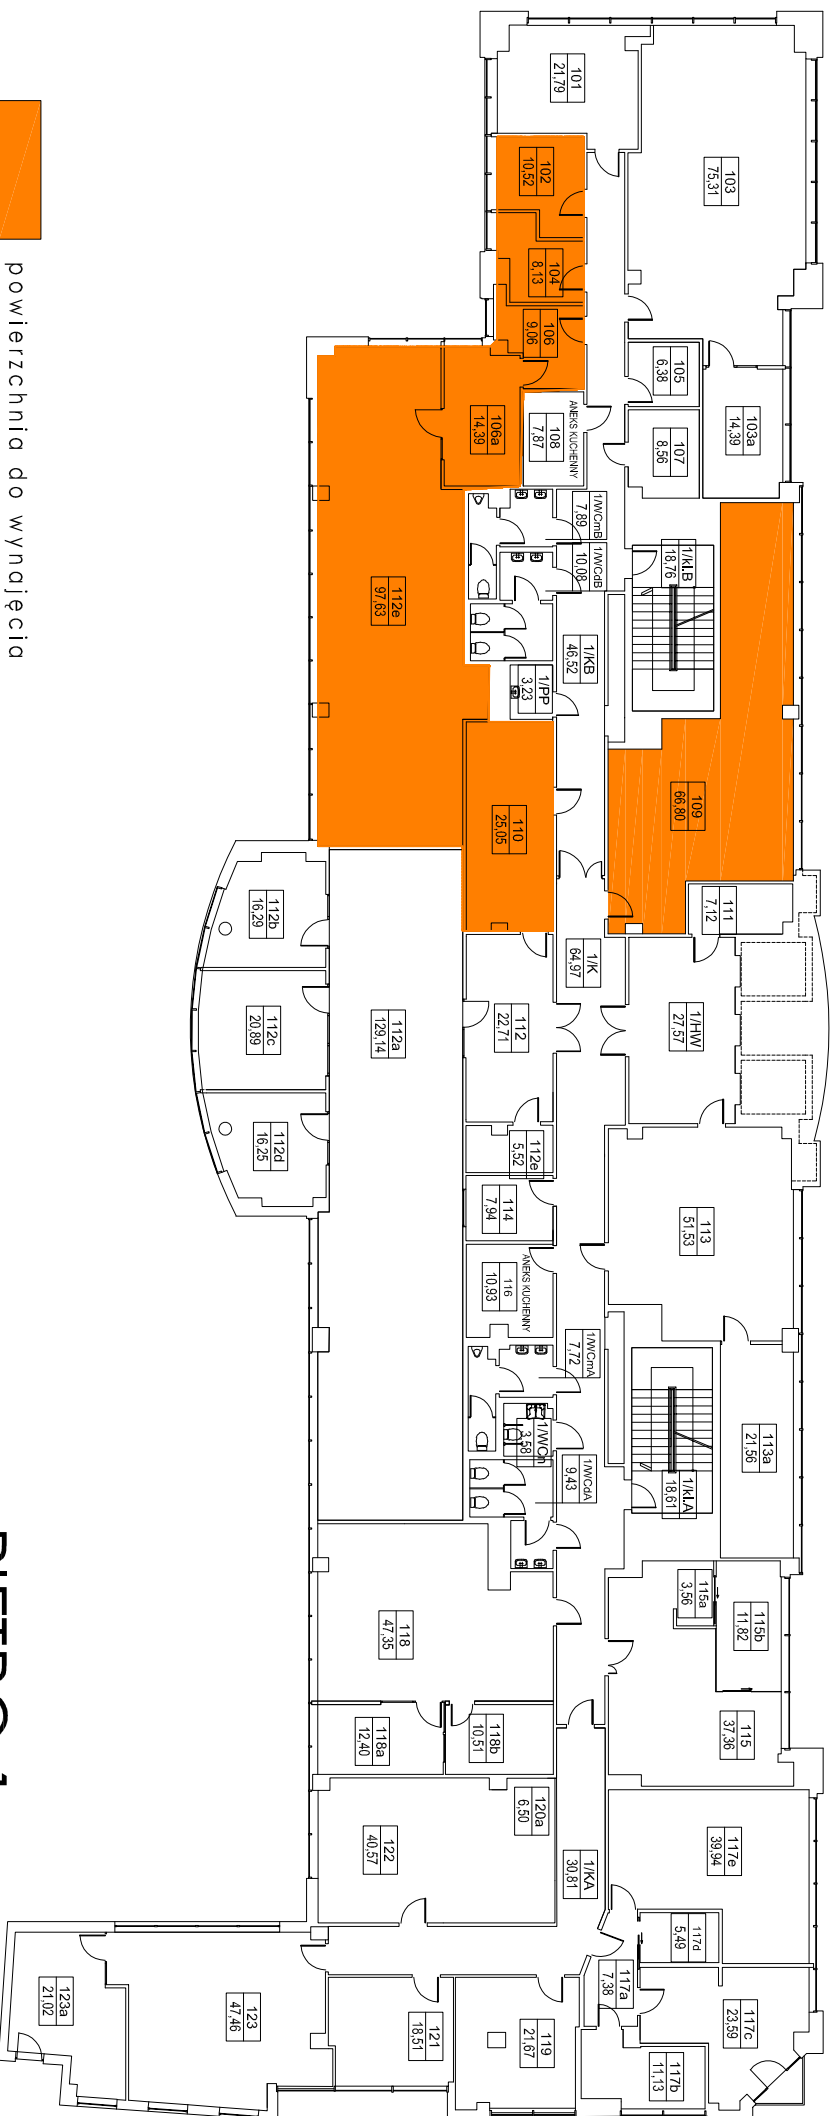 101
21,79
103
75,31
102
10,52
104
8,13
106
9,06
105
6,38
103a
14,39
106a
14,39
108
7,87
ANEKS KUCHENNY
107
8,56
1/WCmB
7,89
1/WCdB
10,08
1/kl.B
18,76
112e
97,63
1/KB
46,52
1/PP
3,23
110
25,05
109
66,80
111
7,12
112b
16,29
112c
20,89
112d
16,25
112a
129,14
112
22,71
1/K
64,97
1/HW
27,57
112e
5,52
114
7,94
116
10,93
ANEKS KUCHENNY
113
51,53
1/WCmA
7,72
113a
21,56
1/WCn
3,58
1/WCdA
9,43
1/kl.A
18,61
118
47,35
115a
3,56
115b
11,82
115
37,36
118a
12,40
118b
10,51
120a
6,50
122
40,57
1/KA
30,81
117e
39,94
117d
5,49
117a
7,38
117c
23,59
117b
11,13
119
21,67
121
18,51
123
47,46
123a
21,02
powierzchnia do wynajęcia
PIĘTRO 1